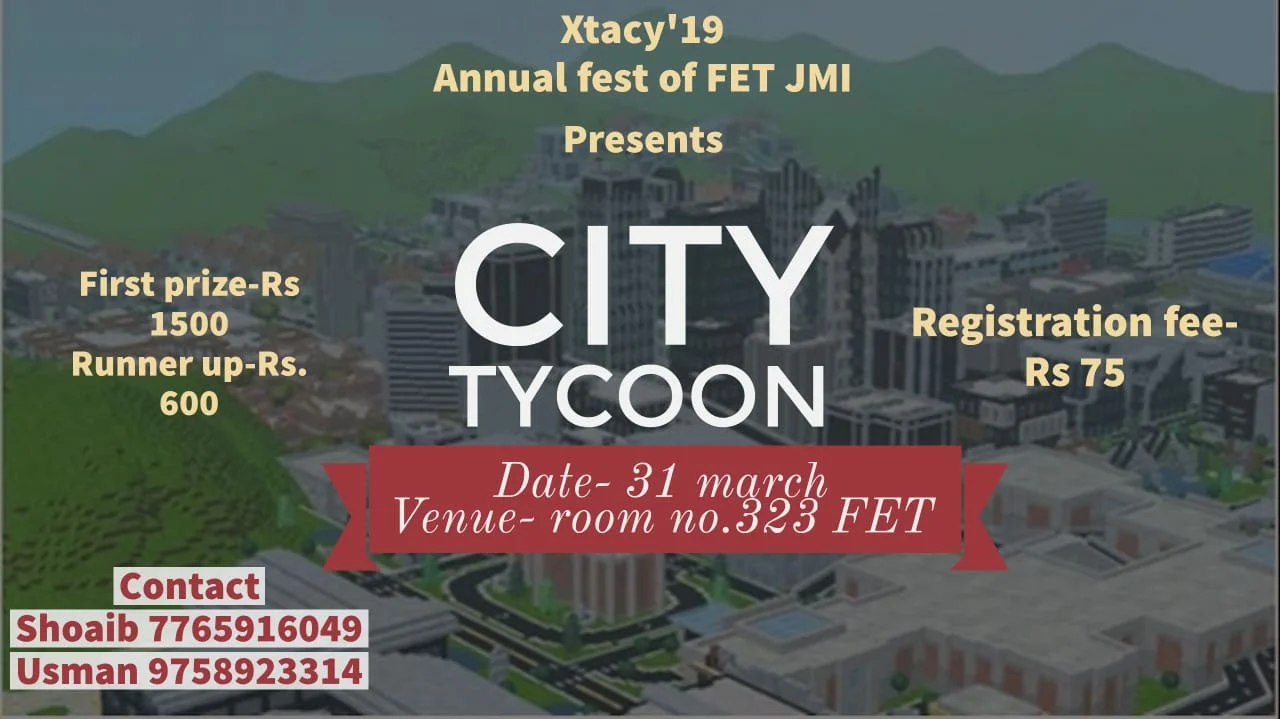 Xtacy'19
Annual fest of FET JMI
Presents
CITY
TYCOON
First prize-Rs
1500
Runner up-Rs.
600
Registration fee-
Rs 75
Date- 31 march
Venue- room no.323 FET
Contact
Shoaib 7765916049
Usman 9758923314